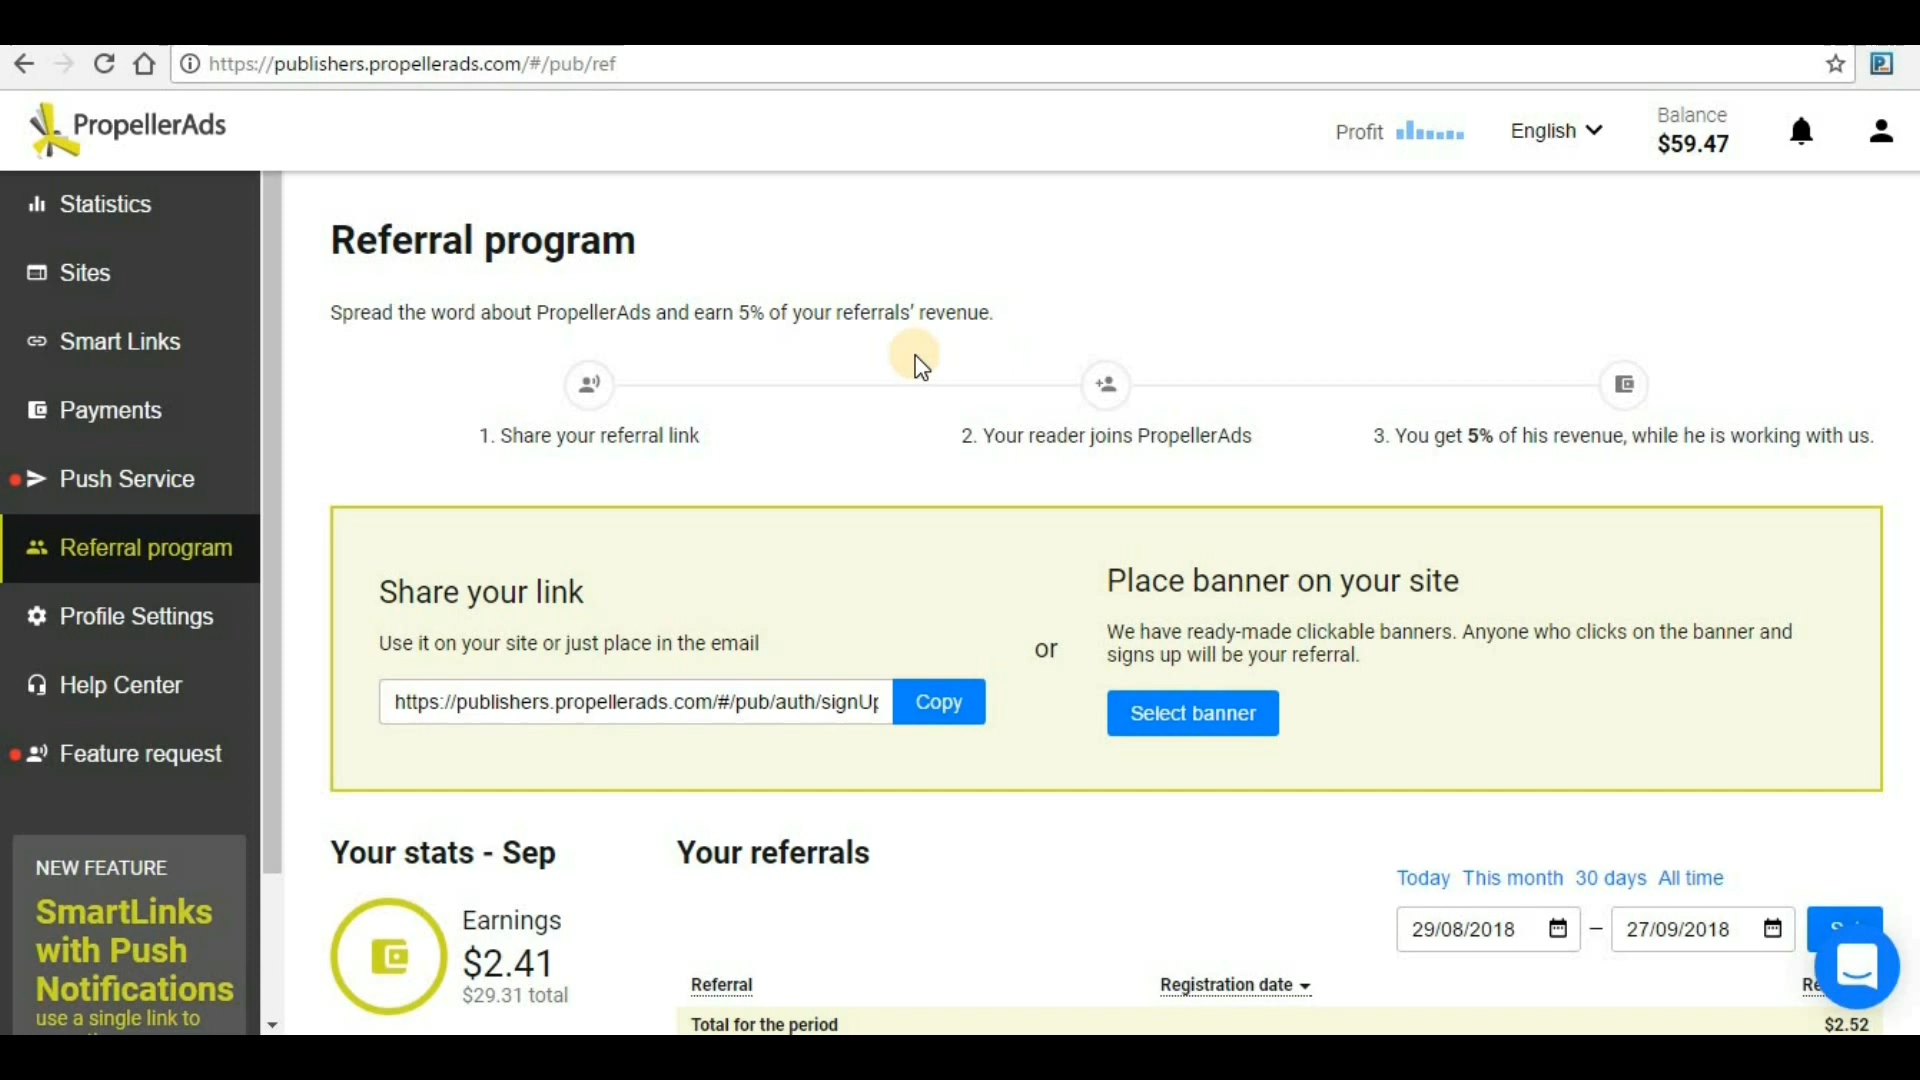 https://publishers.propellerads.com/#/pub/ref
PropellerAds
Profit
English
Balance
$59.47
Statistics
Sites
Smart Links
Payments
Push Service
Referral program
Profile Settings
Help Center
Feature request
NEW FEATURE
SmartLinks
with Push
Notifications
use a single link to
Referral program
Spread the word about PropellerAds and earn 5% of your referrals' revenue.
1. Share your referral link
2. Your reader joins PropellerAds
3. You get 5% of his revenue, while he is working with us.
Share your link
Use it on your site or just place in the email
https://publishers.propellerads.com/#/pub/auth/signUp
Copy
or
Place banner on your site
We have ready-made clickable banners. Anyone who clicks on the banner and
signs up will be your referral.
Select banner
Your stats - Sep
Earnings
$2.41
$29.31 total
Your referrals
Today This month 30 days All time
29/08/2018 – 27/09/2018
Referral
Registration date
Total for the period
$2.52